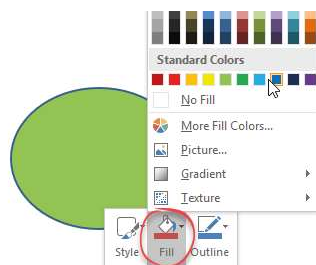 Standard Colors
No Fill
More Fill Colors...
Picture...
Gradient
Texture
Style Fill Outline